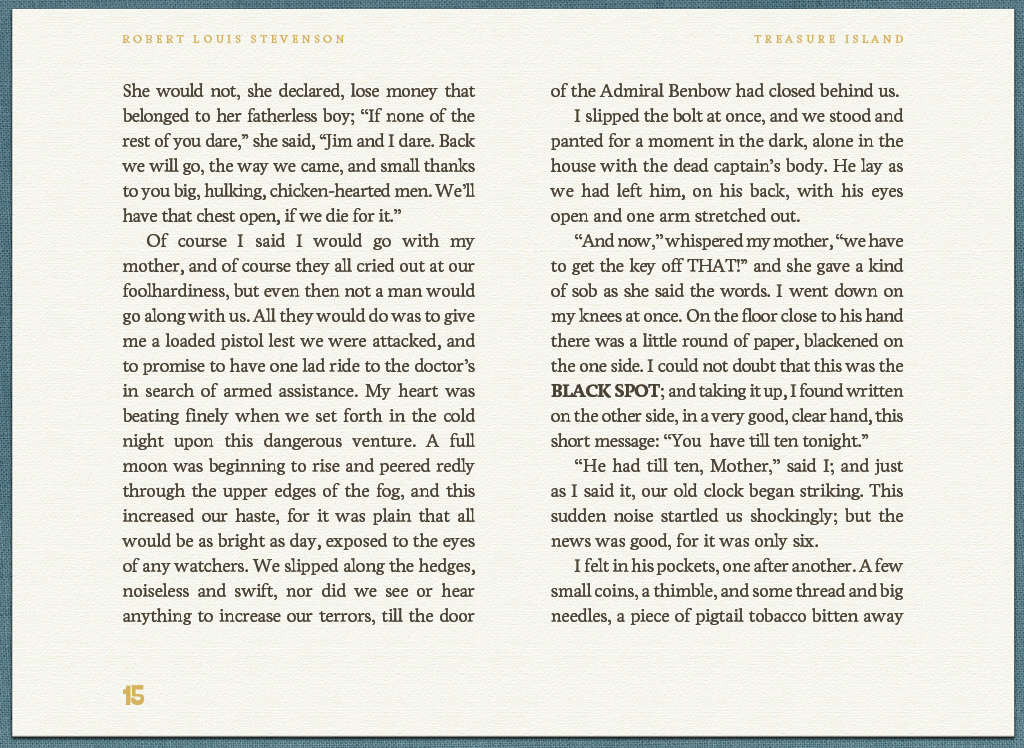 ROBERT LOUIS STEVENSON
TREASURE ISLAND
She would not, she declared, lose money that
belonged to her fatherless boy; “If none of the
rest of you dare,” she said, “Jim and I dare. Back
we will go, the way we came, and small thanks
to you big, hulking, chicken-hearted men. We’ll
have that chest open, if we die for it.”
Of course I said I would go with my
mother, and of course they all cried out at our
foolhardiness, but even then not a man would
go along with us. All they would do was to give
me a loaded pistol lest we were attacked, and
to promise to have one lad ride to the doctor’s
in search of armed assistance. My heart was
beating finely when we set forth in the cold
night upon this dangerous venture. A full
moon was beginning to rise and peered redly
through the upper edges of the fog, and this
increased our haste, for it was plain that all
would be as bright as day, exposed to the eyes
of any watchers. We slipped along the hedges,
noiseless and swift, nor did we see or hear
anything to increase our terrors, till the door
of the Admiral Benbow had closed behind us.
I slipped the bolt at once, and we stood and
panted for a moment in the dark, alone in the
house with the dead captain’s body. He lay as
we had left him, on his back, with his eyes
open and one arm stretched out.
“And now,” whispered my mother, “we have
to get the key off THAT!” and she gave a kind
of sob as she said the words. I went down on
my knees at once. On the floor close to his hand
there was a little round of paper, blackened on
the one side. I could not doubt that this was the
BLACK SPOT; and taking it up, I found written
on the other side, in a very good, clear hand, this
short message: “You have till ten tonight.”
“He had till ten, Mother,” said I; and just
as I said it, our old clock began striking. This
sudden noise startled us shockingly; but the
news was good, for it was only six.
I felt in his pockets, one after another. A few
small coins, a thimble, and some thread and big
needles, a piece of pigtail tobacco bitten away
15